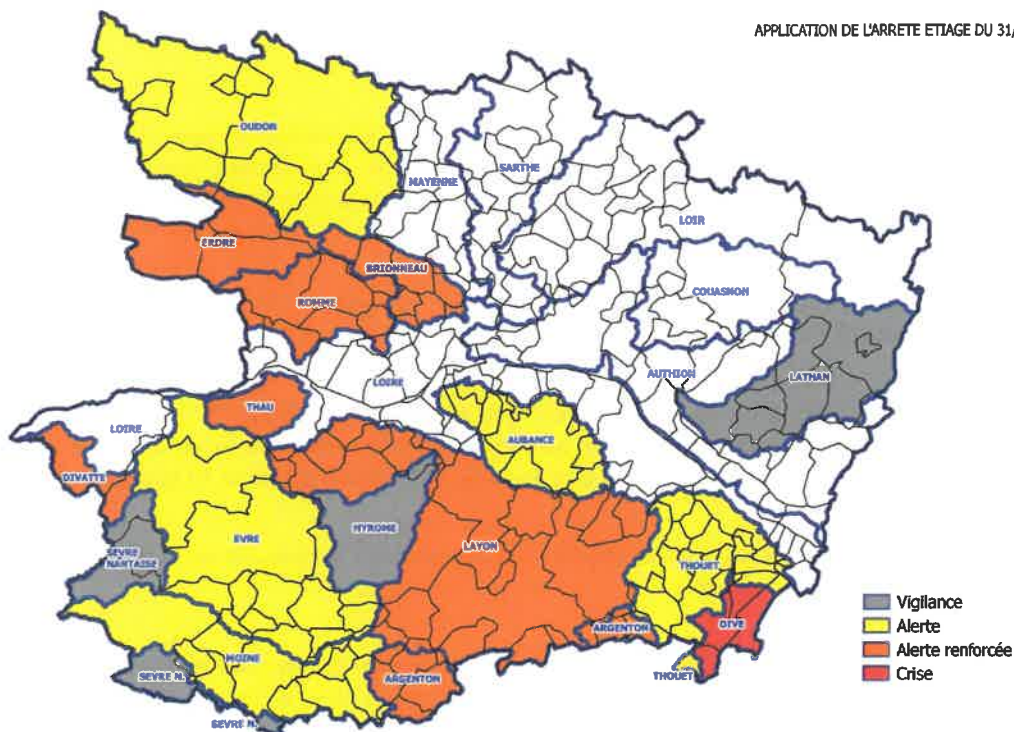 APPLICATION DE L'ARRETE ETIAGE DU 31/
OUDON
SARTHE
MAYENNE
LOIR
ERDRE
BRIONNEAU
COUASNON
ROMME
LOIRE
AUTHION
LATHAN
THAU
LOIRE
AUBANCE
DIVATTE
HYROME
EVRE
LAYON
SEVRE
NANTAISE
THOUET
Vigilance
DIVE
ARGENTON
Alerte
MOINE
Alerte renforcée
THOUET
SEVRE N.
ARGENTON
Crise
SEVRE N.